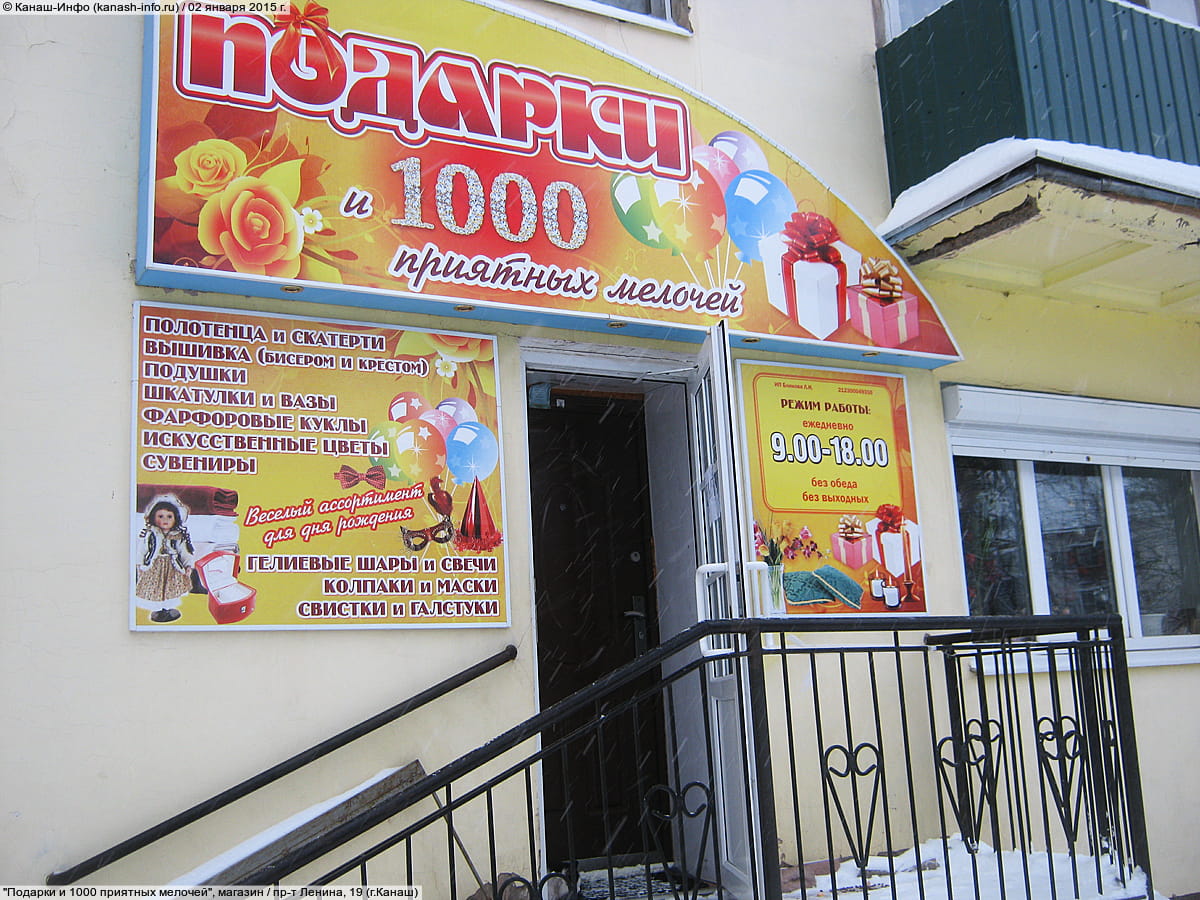 © Канаш-Инфо (kanash-info.ru) / 02 января 2015 г.
ПОДАРКИ
и 1000
приятных мелочей
ПОЛОТЕНЦА и СКАТЕРТИ
ВЫШИВКА (БИСЕРОМ И КРЕСТОМ)
ПОДУШКИ
ШКАТУЛКИ и ВАЗЫ
ФАРФОРОВЫЕ КУКЛЫ
ИСКУССТВЕННЫЕ ЦВЕТЫ
СУВЕНИРЫ
Веселый ассортимент
для дня рождения
ГЕЛИЕВЫЕ ШАРЫ и СВЕЧИ
КОЛПАКИ и МАСКИ
СВИСТКИ и ГАЛСТУКИ
ИП
РЕЖИМ РАБОТЫ:
ежедневно
9.00-18.00
без обеда
без выходных
"Подарки и 1000 приятных мелочей", магазин / пр-т Ленина, 19 (г.Канаш)